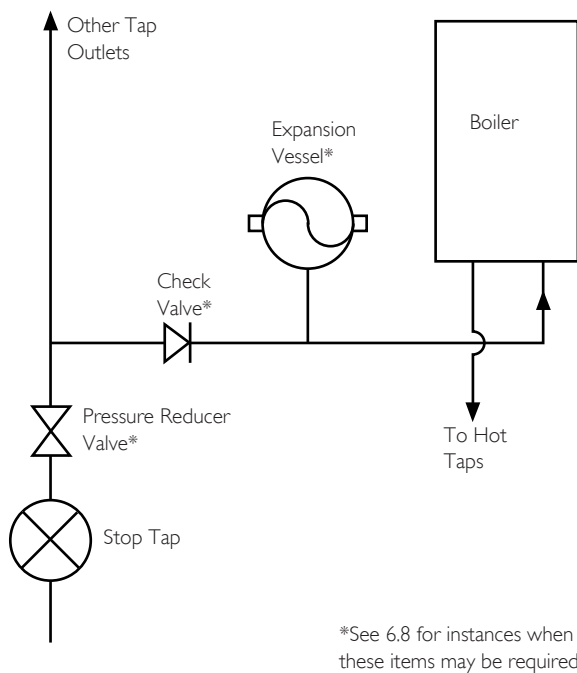 Other Tap
Outlets
Boiler
Expansion
Vessel*
Check
Valve*
Pressure Reducer
Valve*
To Hot
Taps
Stop Tap
*See 6.8 for instances when
these items may be required